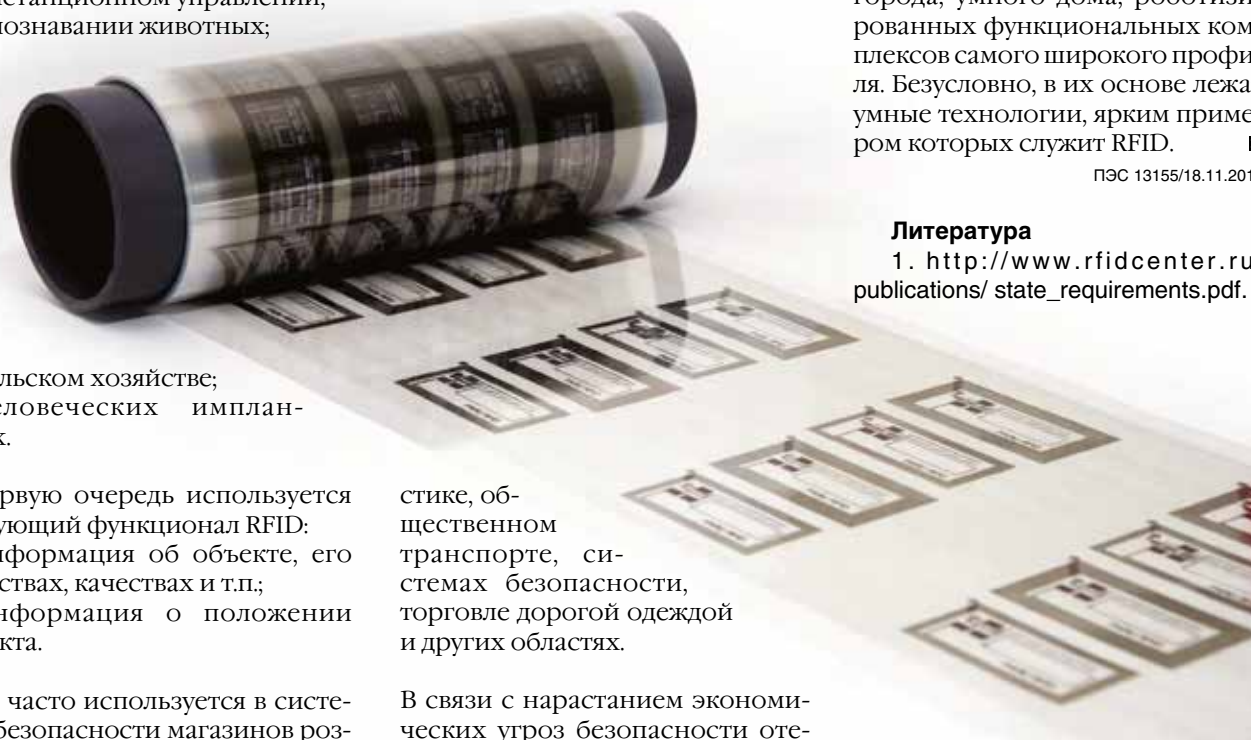 станционном управлении,
познавании животных;
льском хозяйстве;
еловеческих имплан-
х.
рвую очередь используется
ующий функционал RFID:
формация об объекте, его
ствах, качествах и т.п.;
нформация о положении
кта.
часто используется в систе-
безопасности магазинов роз-
стике, об-
щественном
транспорте, си-
стемах безопасности,
торговле дорогой одеждой
и других областях.
В связи с нарастанием экономи-
ческих угроз безопасности оте-
города, умного дома, роботизи
рованных функциональных ком
плексов самого широкого профи
ля. Безусловно, в их основе лежа
умные технологии, ярким приме
ром которых служит RFID.
ПЭС 13155/18.11.201
Литература
1. http://www.rfidcenter.ru
publications/ state_requirements.pdf.